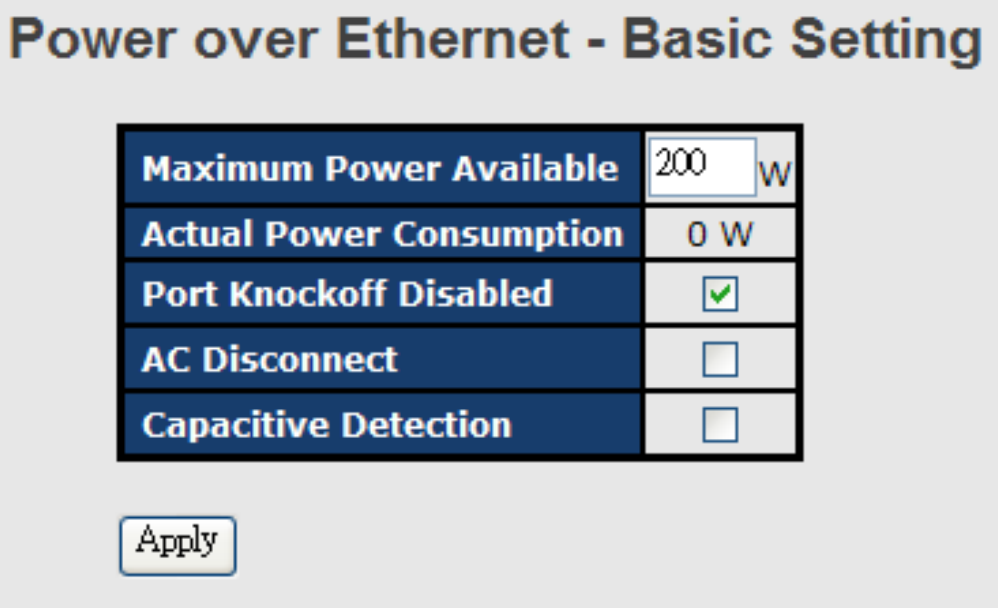 Power over Ethernet - Basic Setting
Maximum Power Available 200 W
Actual Power Consumption 0 W
Port Knockoff Disabled
AC Disconnect
Capacitive Detection
Apply